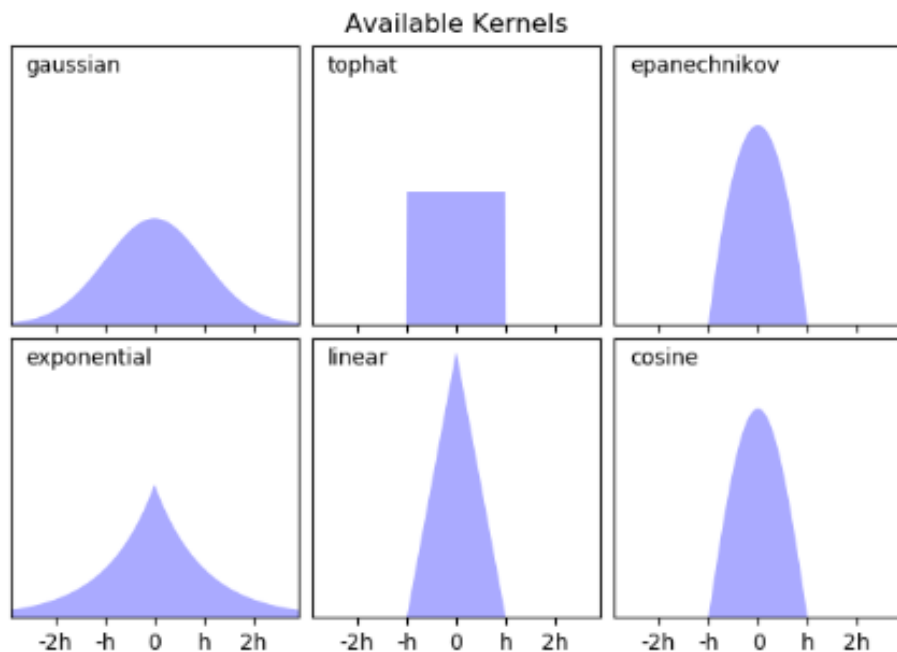 Available Kernels
gaussian
tophat
epanechnikov
exponential
linear
cosine
-2h -h 0 h 2h
-2h -h 0 h 2h
-2h -h 0 h 2h